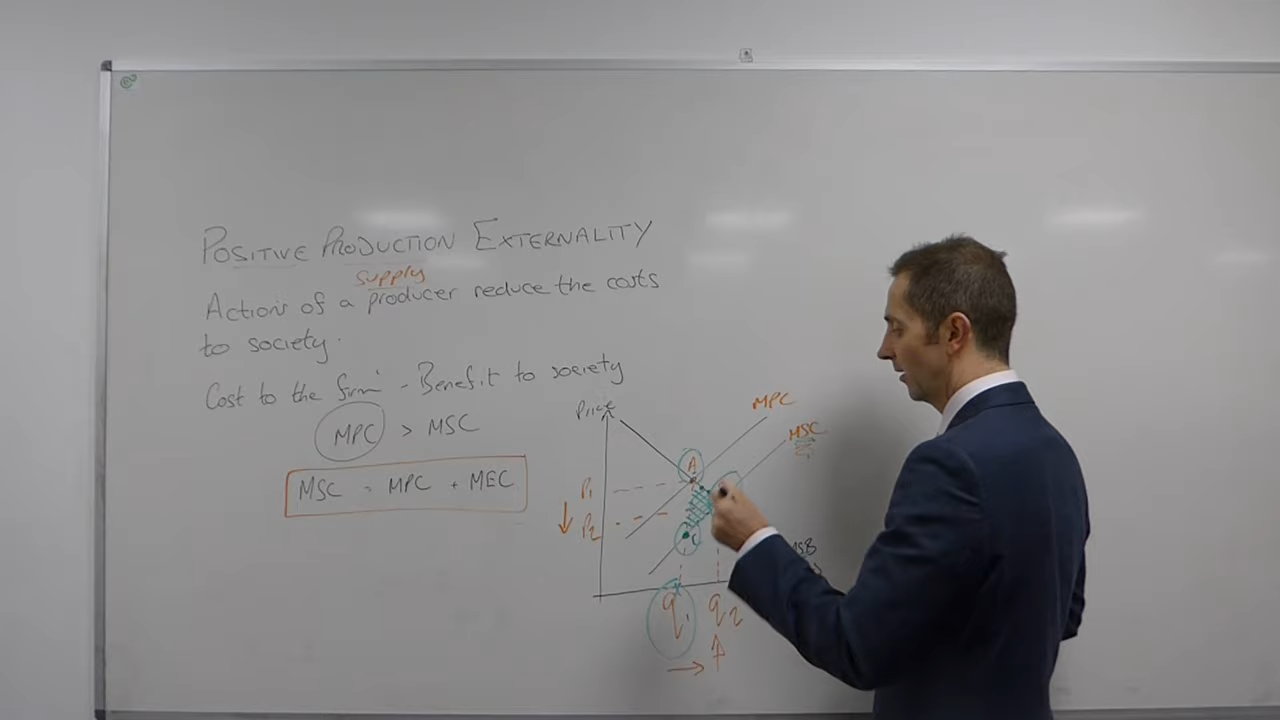 POSITIVE PRODUCTION EXTERNALITY
supply
Actions of a producer reduce the costs
to society.
Cost to the firm - Benefit to society
MPC > MSC
MSC = MPC + MEC
Price
MPC
MSC
A
P1
P2
C
MSB
q1 q2